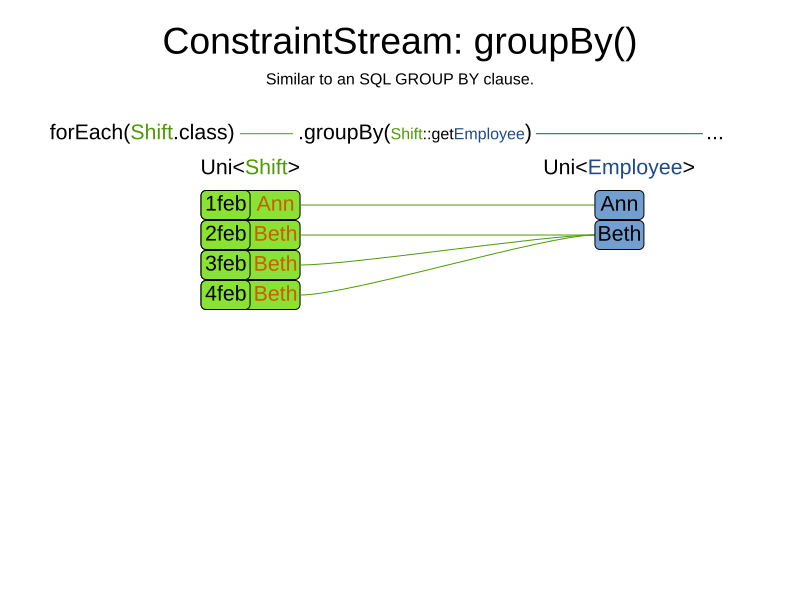 ConstraintStream: groupBy()
Similar to an SQL GROUP BY clause.
forEach(Shift.class) .groupBy(Shift::getEmployee) ...
Uni<Shift> Uni<Employee>
1feb Ann Ann
2feb Beth Beth
3feb Beth
4feb Beth